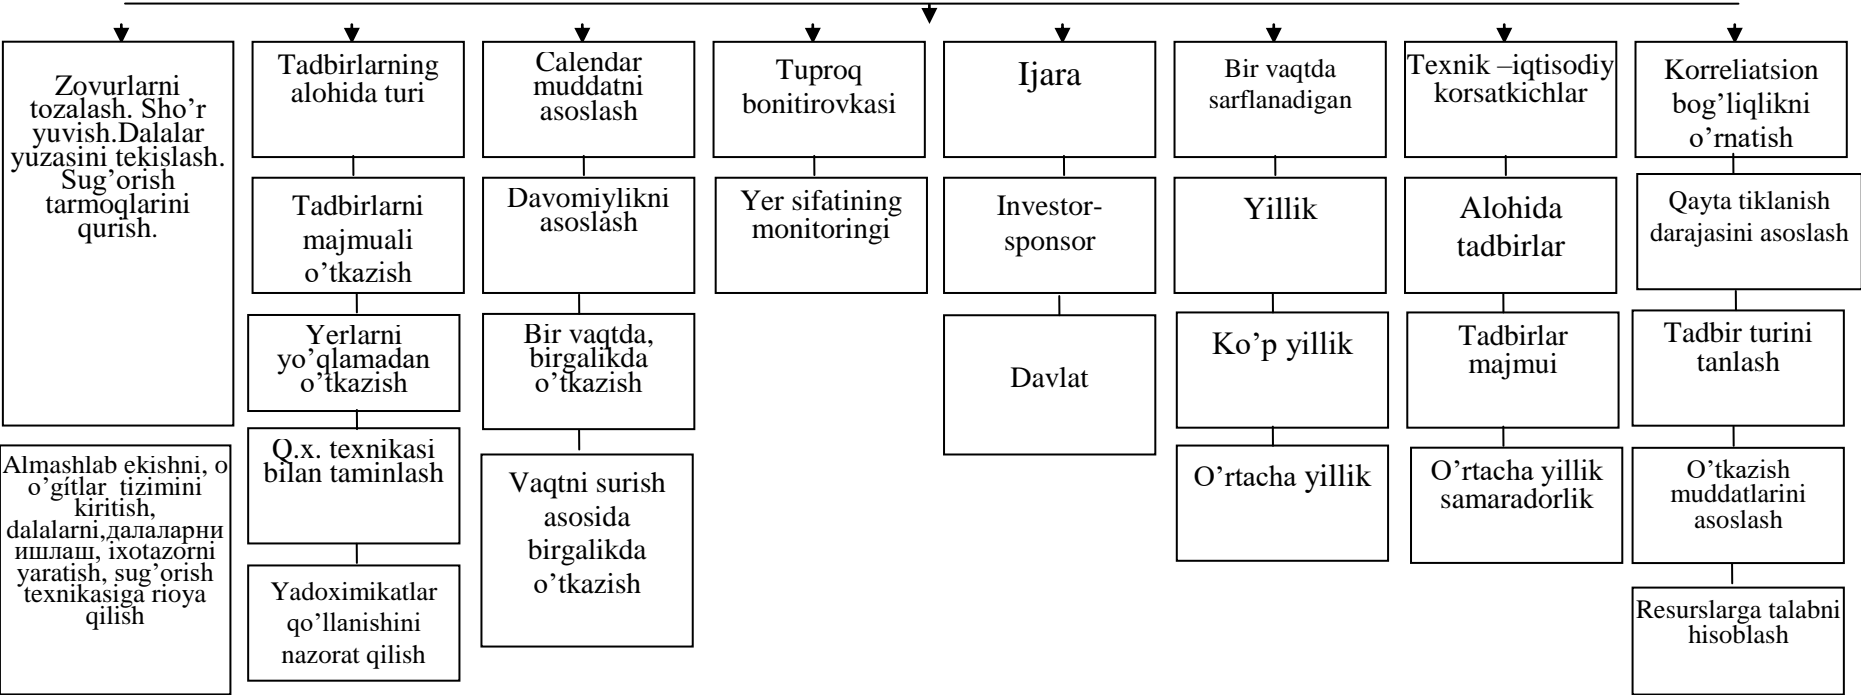 Zovurlarni
tozalash. Sho’r
yuvish.Dalalar
yuzasini tekislash.
Sug’orish
tarmoqlarini
qurish.
Almashlab ekishni, o
o’gítlar tizimini
kiritish,
dalalarni,далаларни
ишлаш, ixotazorni
yaratish, sug’orish
texnikasiga rioya
qilish
Tadbirlarning
alohida turi
Tadbirlarni
majmuali
o’tkazish
Yerlarni
yo’qlamadan
o’tkazish
Q.x. texnikasi
bilan taminlash
Yadoximikatlar
qo’llanishini
nazorat qilish
Calendar
muddatni
asoslash
Davomiylikni
asoslash
Bir vaqtda,
birgalikda
o’tkazish
Vaqtni surish
asosida
birgalikda
o’tkazish
Tuproq
bonitirovkasi
Yer sifatining
monitoringi
Ijara
Investor-
sponsor
Davlat
Bir vaqtda
sarflanadigan
Yillik
Ko’p yillik
O’rtacha yillik
Texnik –iqtisodiy
korsatkichlar
Alohida
tadbirlar
Tadbirlar
majmui
O’rtacha yillik
samaradorlik
Korreliatsion
bog’liqlikni
o’rnatish
Qayta tiklanish
darajasini asoslash
Tadbir turini
tanlash
O’tkazish
muddatlarini
asoslash
Resurslarga talabni
hisoblash